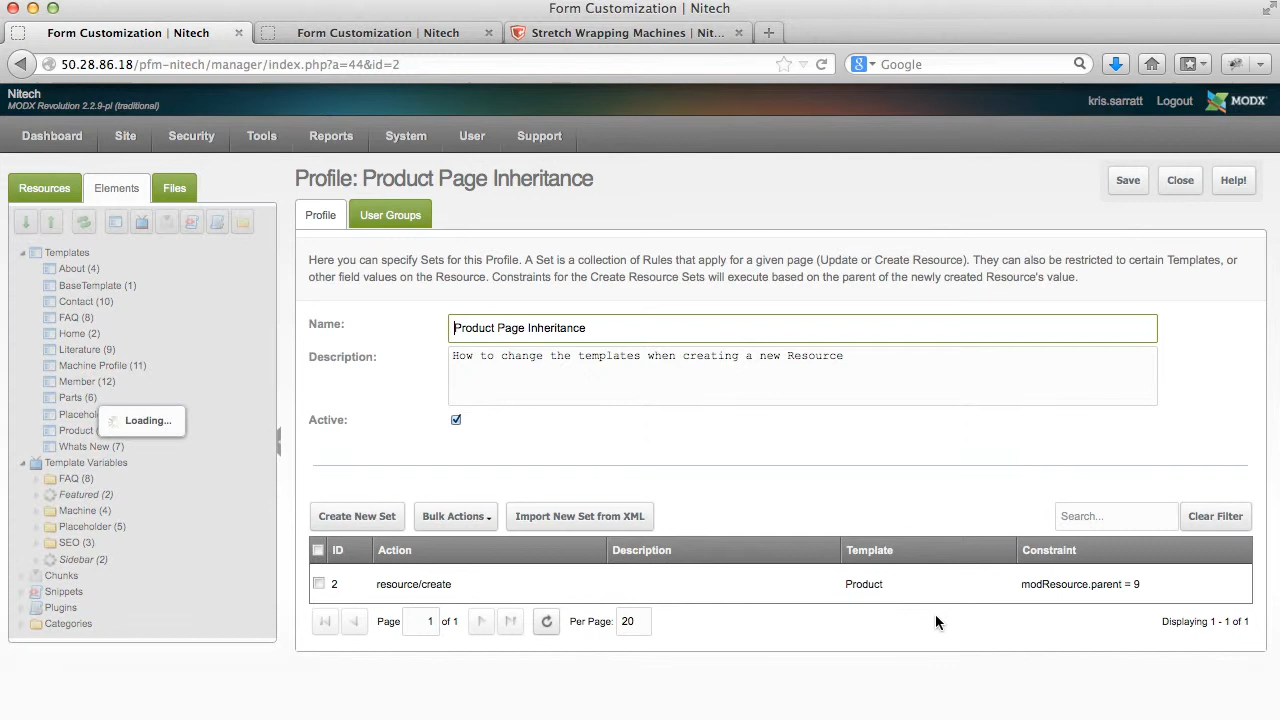 Form Customization | Nitech
Form Customization | Nitech
Form Customization | Nitech
Stretch Wrapping Machines | Nit...
50.28.86.18/pfm-nitech/manager/index.php?a=44&id=2
Google
Nitech
MODX Revolution 2.2.9-pl (traditional)
kris.sarratt
Logout
MODX
Dashboard
Site
Security
Tools
Reports
System
User
Support
Resources
Elements
Files
Templates
About (4)
BaseTemplate (1)
Contact (10)
FAQ (8)
Home (2)
Literature (9)
Machine Profile (11)
Member (12)
Parts (6)
Product
Whats New (7)
Template Variables
FAQ (8)
Featured (2)
Machine (4)
Placeholder (5)
SEO (3)
Sidebar (2)
Chunks
Snippets
Plugins
Categories
Loading...
Profile: Product Page Inheritance
Save
Close
Help!
Profile
User Groups
Here you can specify Sets for this Profile. A Set is a collection of Rules that apply for a given page (Update or Create Resource). They can also be restricted to certain Templates, or
other field values on the Resource. Constraints for the Create Resource Sets will execute based on the parent of the newly created Resource's value.
Name:
Product Page Inheritance
Description:
How to change the templates when creating a new Resource
Active:
Create New Set
Bulk Actions
Import New Set from XML
Search...
Clear Filter
ID
Action
Description
Template
Constraint
2
resource/create
Product
modResource.parent = 9
Page
1
of 1
Per Page:
20
Displaying 1 - 1 of 1